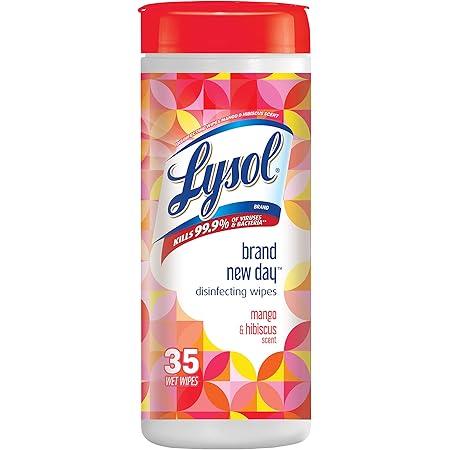 Lysol®
BRAND
KILLS 99.9% OF VIRUSES
& BACTERIA**
brand
new day™
disinfecting wipes
mango
& hibiscus
scent
35
WET WIPES